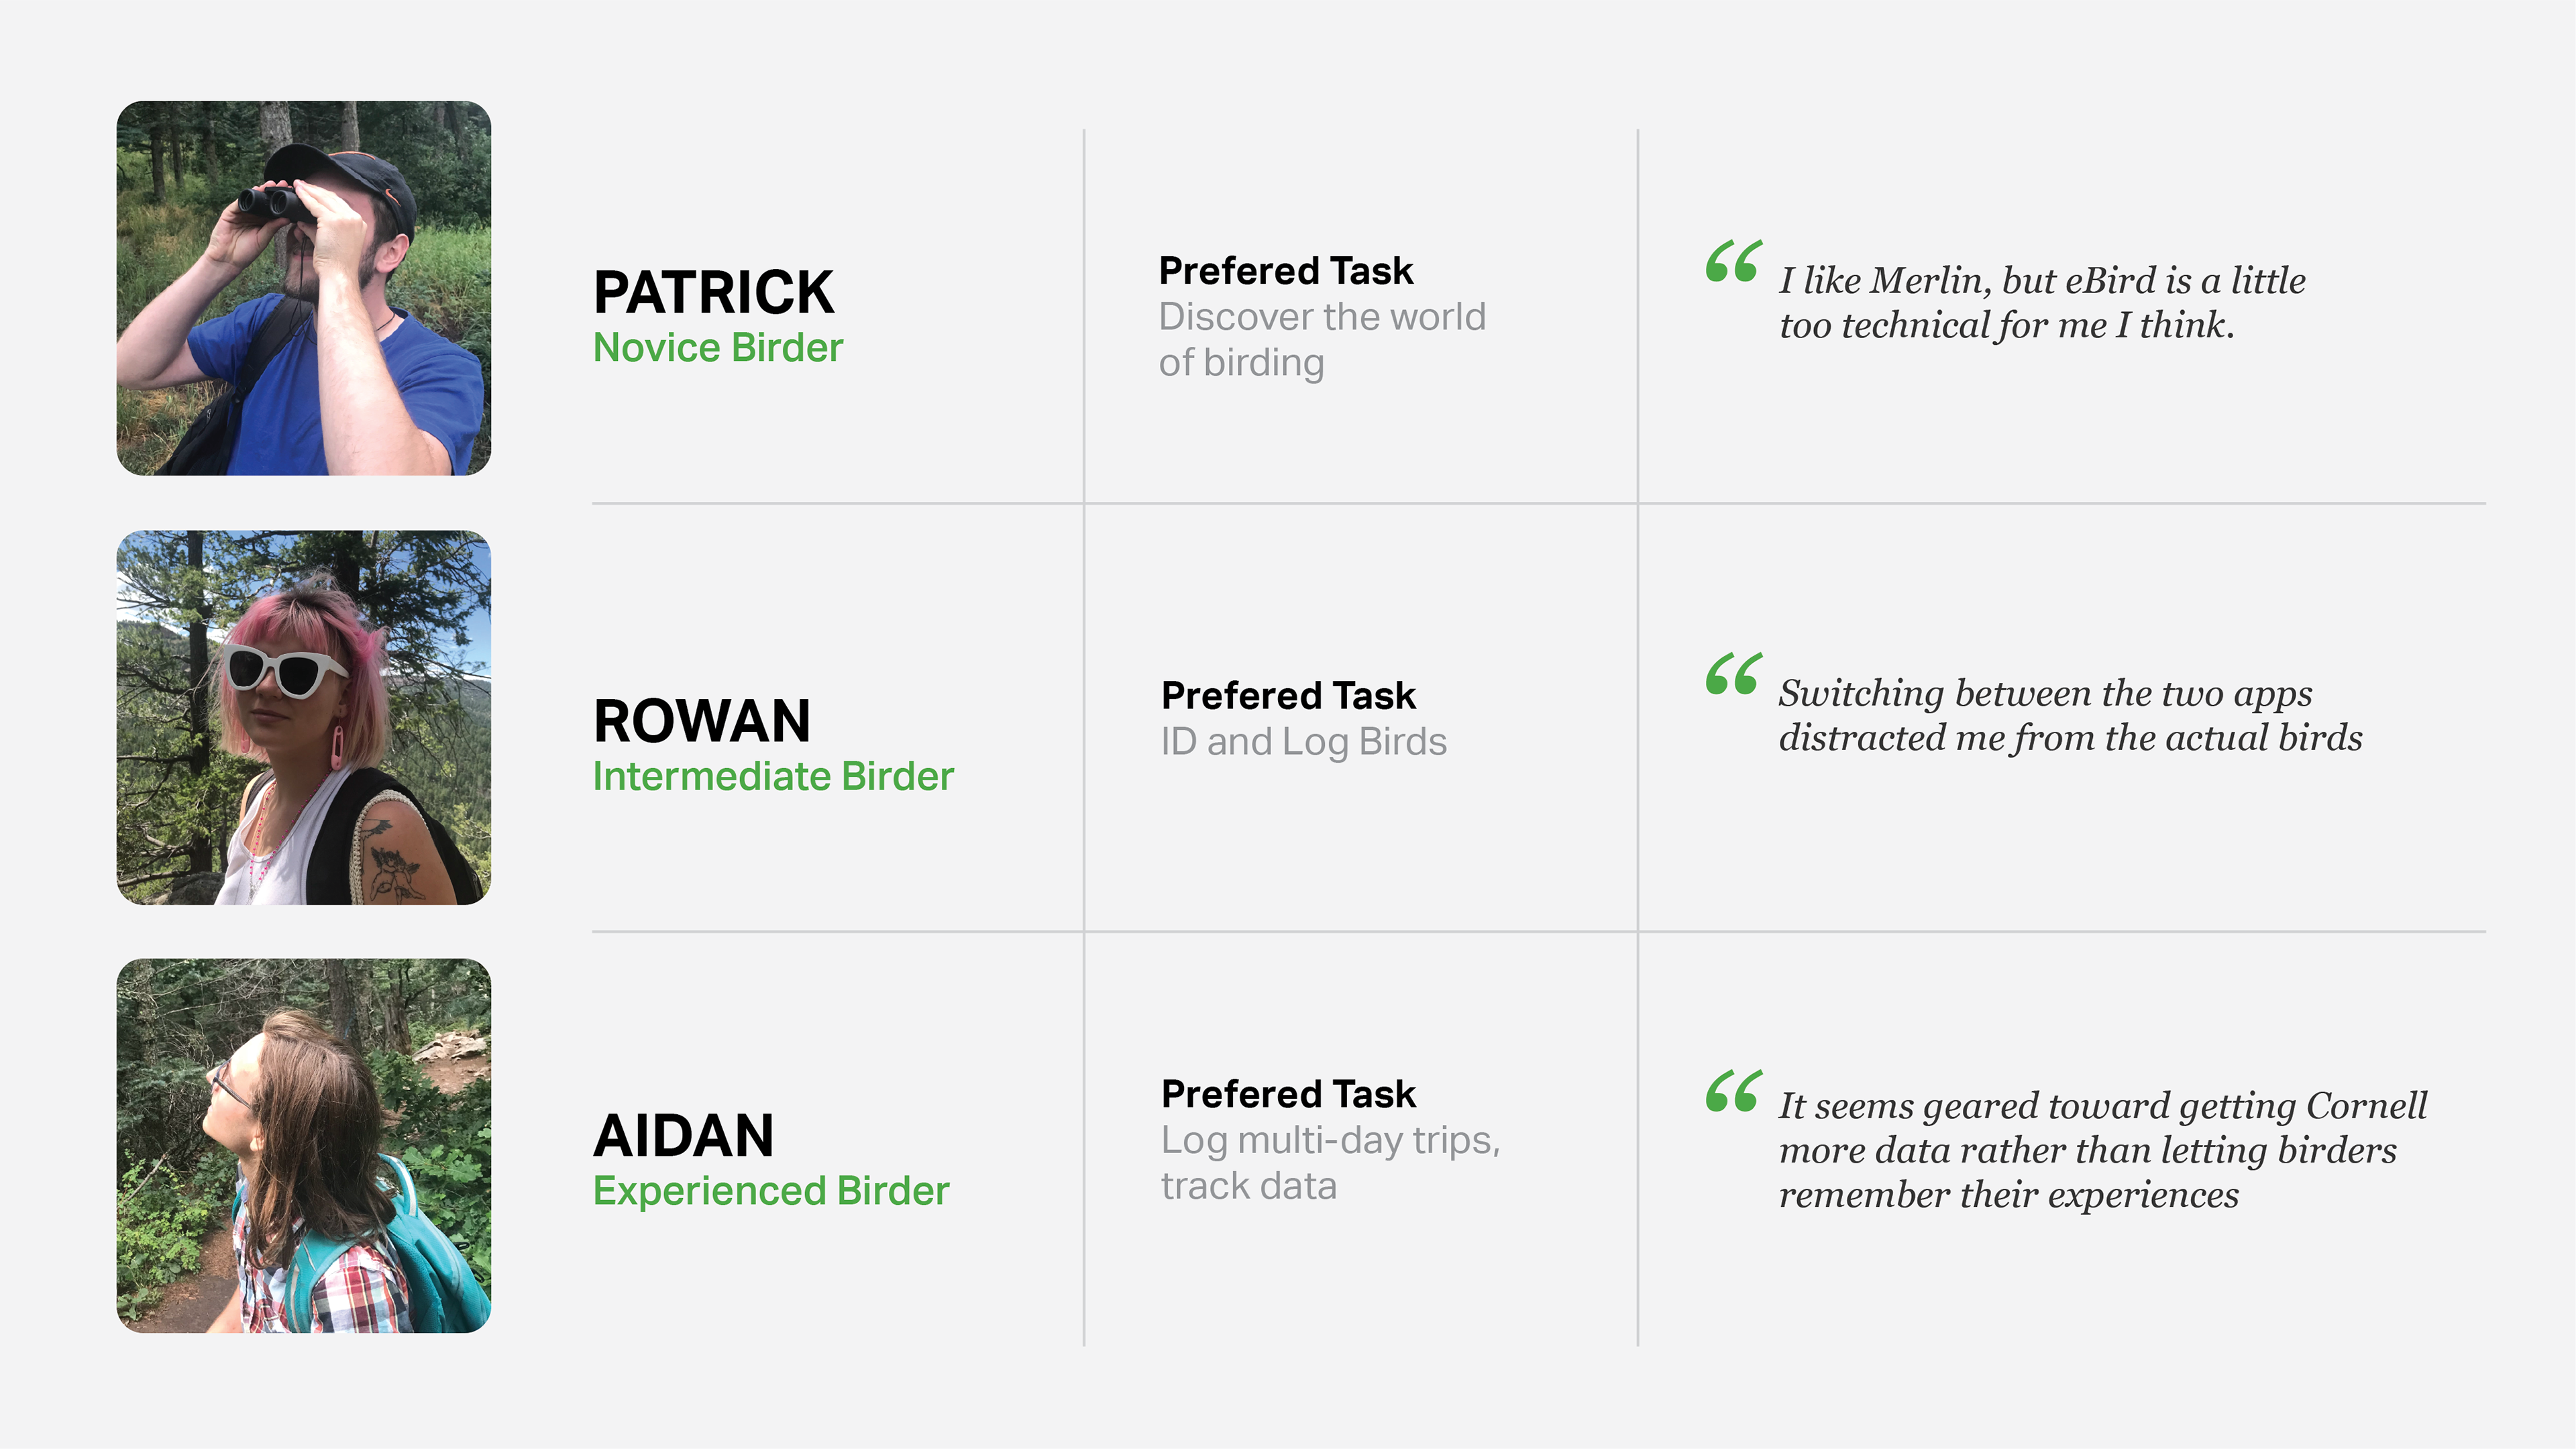 PATRICK
Novice Birder
Prefered Task
Discover the world
of birding
“ I like Merlin, but eBird is a little
too technical for me I think.
ROWAN
Intermediate Birder
Prefered Task
ID and Log Birds
“ Switching between the two apps
distracted me from the actual birds
AIDAN
Experienced Birder
Prefered Task
Log multi-day trips,
track data
“ It seems geared toward getting Cornell
more data rather than letting birders
remember their experiences